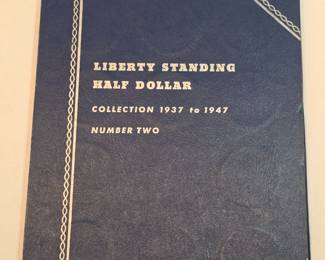 LIBERTY STANDING
HALF DOLLAR
COLLECTION 1937 to 1947
NUMBER TWO